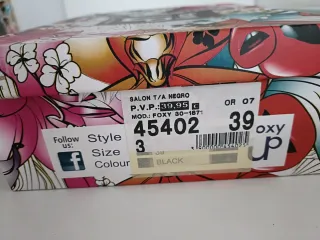 SALON T/A NEGRO
P.V.P.: 39,95 €
OR 07
MOD.: FOXY 30-1671
45402 39
3
Follow us:
f
Style
Size
Colour
BLACK
oxy
up